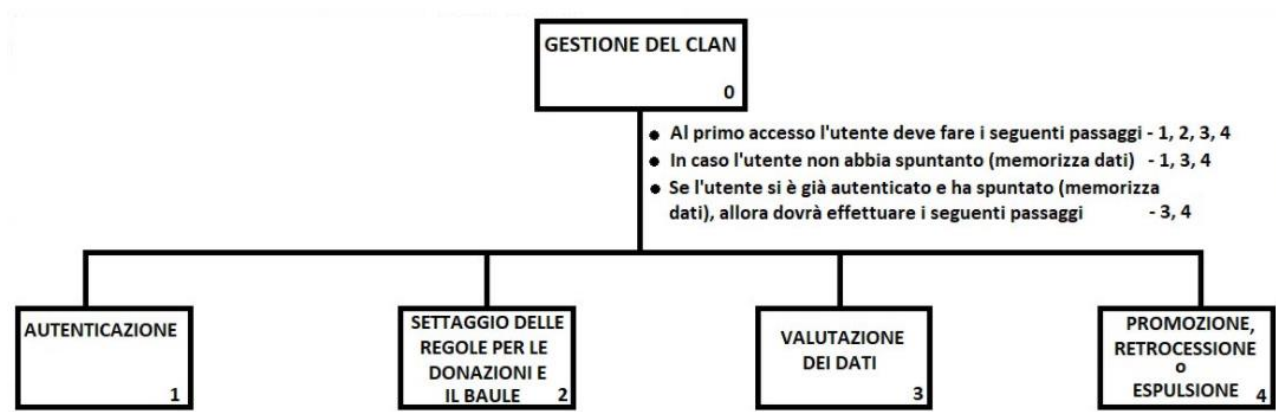 GESTIONE DEL CLAN
0
● Al primo accesso l'utente deve fare i seguenti passaggi - 1, 2, 3, 4
● In caso l'utente non abbia spuntanto (memorizza dati) - 1, 3, 4
● Se l'utente si è già autenticato e ha spuntato (memorizza
dati), allora dovrà effettuare i seguenti passaggi - 3, 4
AUTENTICAZIONE
1
SETTAGGIO DELLE
REGOLE PER LE
DONAZIONI E
IL BAULE 2
VALUTAZIONE
DEI DATI
3
PROMOZIONE,
RETROCESSIONE
o
ESPULSIONE 4